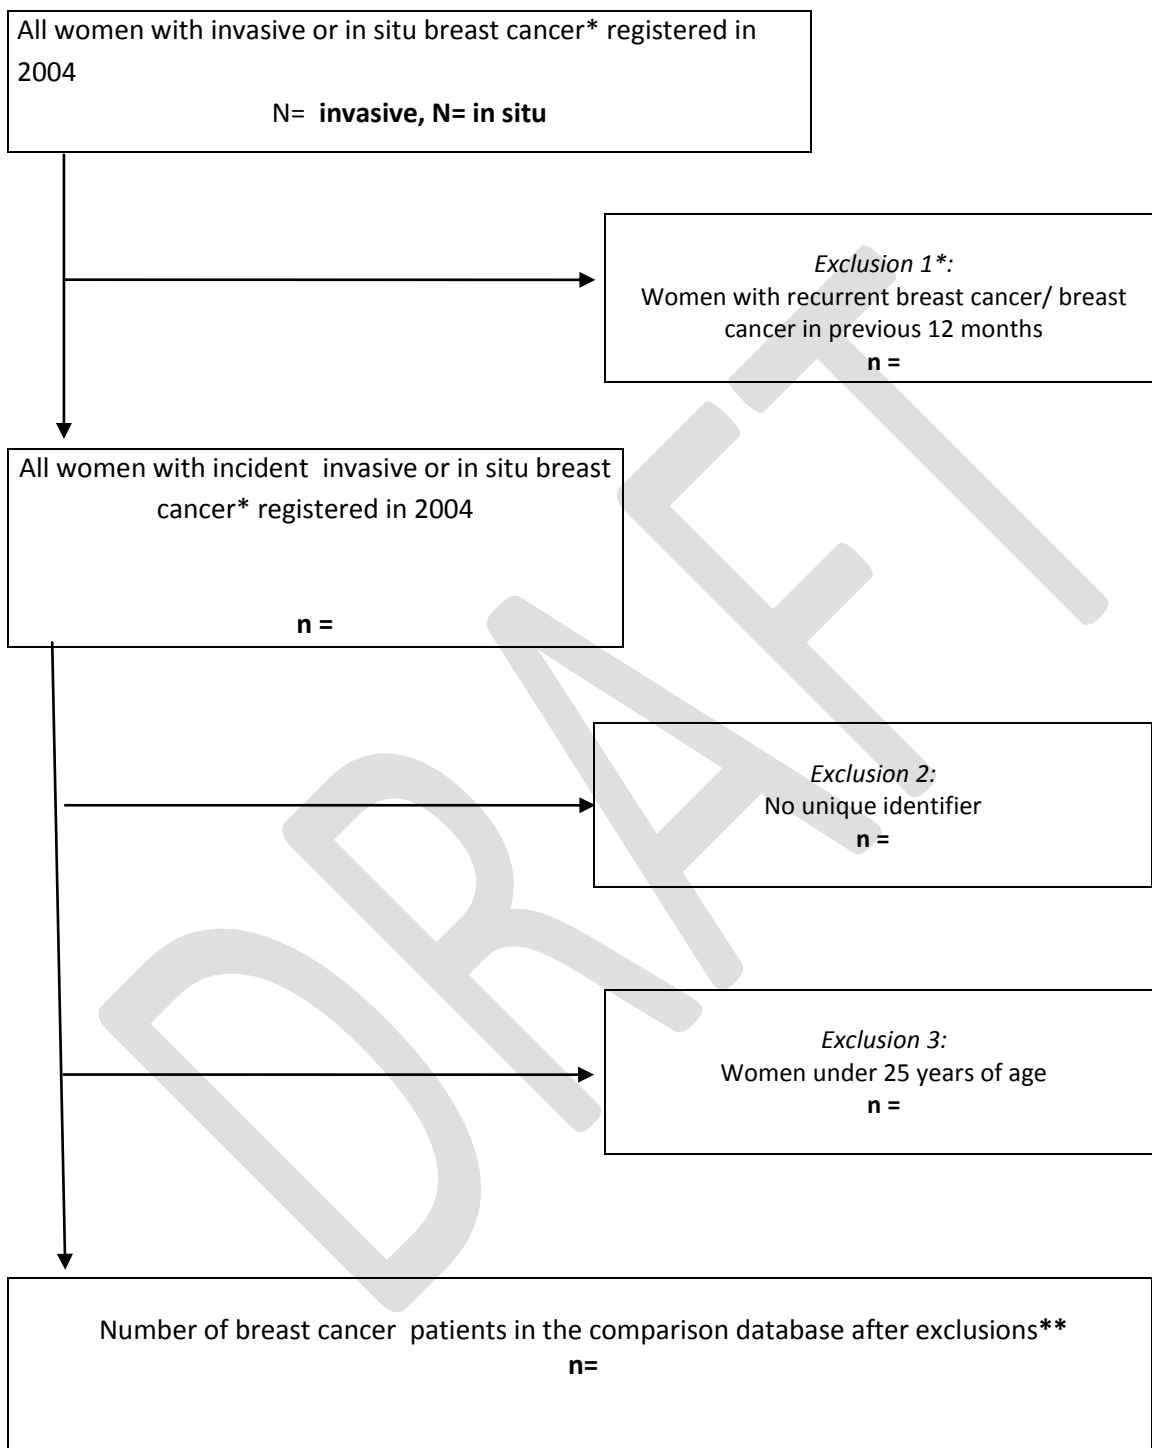 All women with invasive or in situ breast cancer* registered in
2004
N=  invasive, N= in situ
Exclusion 1*:
Women with recurrent breast cancer/ breast
cancer in previous 12 months
n =
All women with incident  invasive or in situ breast
cancer* registered in 2004
n =
Exclusion 2:
No unique identifier
n =
Exclusion 3:
Women under 25 years of age
n =
Number of breast cancer  patients in the comparison database after exclusions**
n=
DRAFT